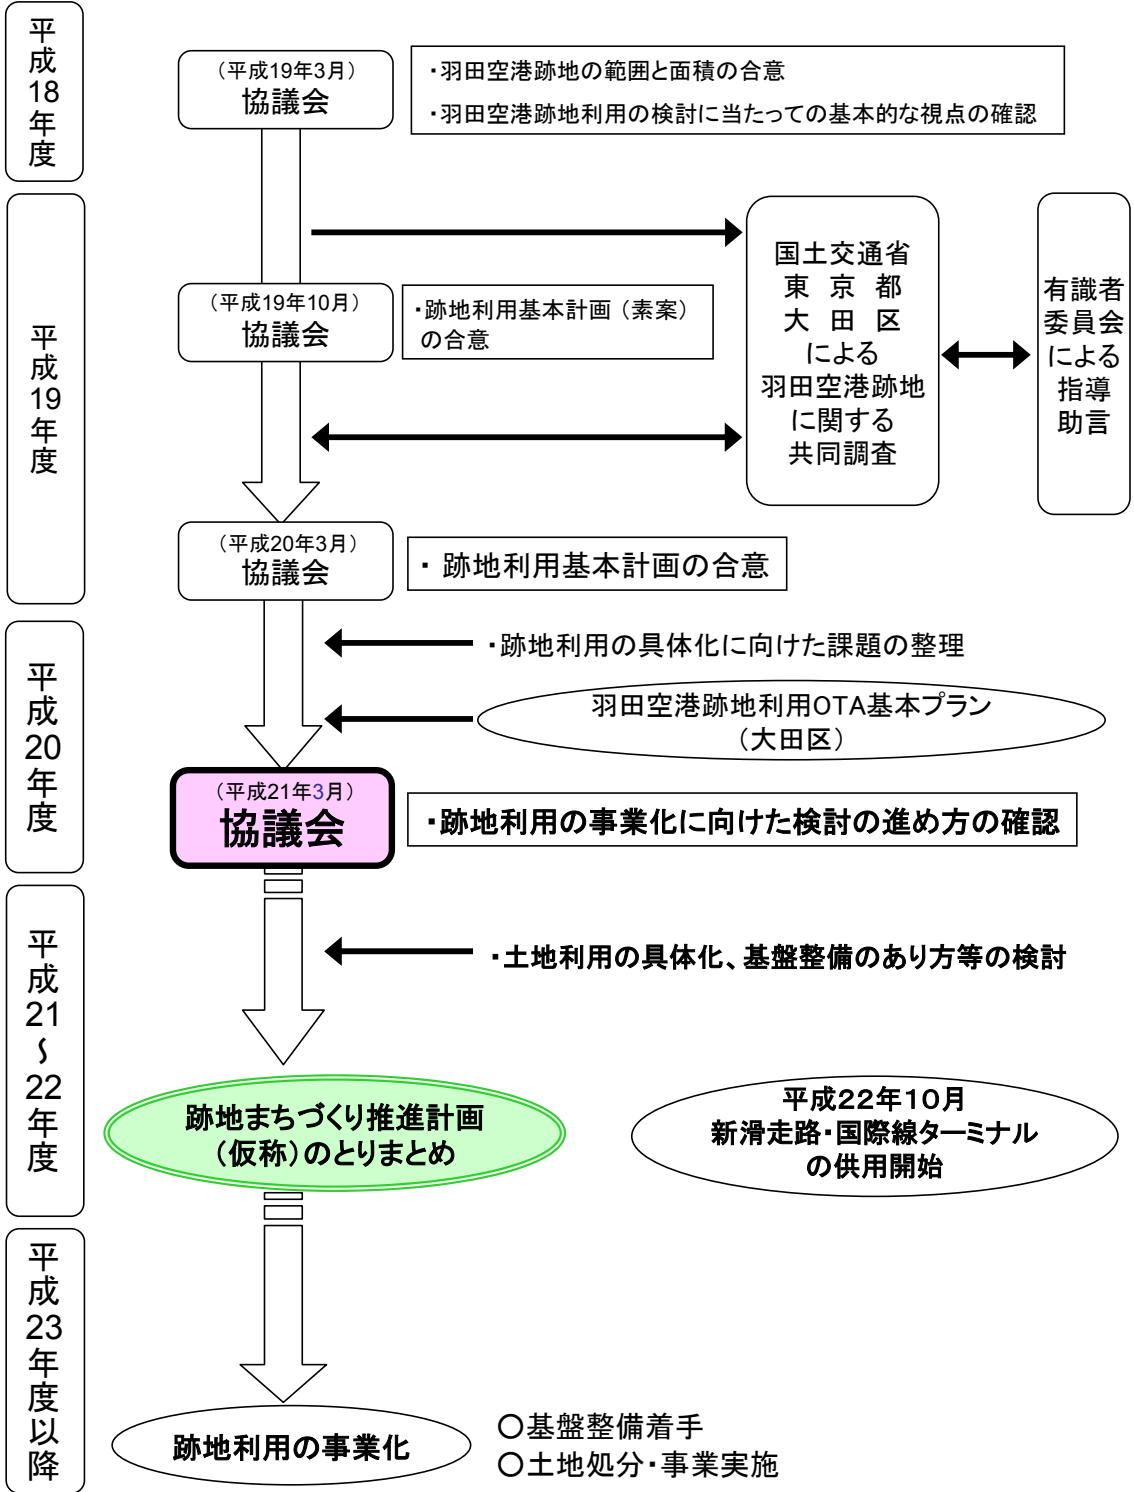 平成18年度
（平成19年3月）
協議会
・羽田空港跡地の範囲と面積の合意
・羽田空港跡地利用の検討に当たっての基本的な視点の確認
平成19年度
（平成19年10月）
協議会
・跡地利用基本計画（素案）
の合意
国土交通省
東　京　都
大　田　区
による
羽田空港跡地
に関する
共同調査
有識者
委員会
による
指導
助言
（平成20年3月）
協議会
・ 跡地利用基本計画の合意
平成20年度
・跡地利用の具体化に向けた課題の整理
羽田空港跡地利用OTA基本プラン
（大田区）
（平成21年3月）
協議会
・跡地利用の事業化に向けた検討の進め方の確認
平成21～22年度
・土地利用の具体化、基盤整備のあり方等の検討
跡地まちづくり推進計画
（仮称）のとりまとめ
平成22年10月
新滑走路・国際線ターミナル
の供用開始
平成23年度以降
跡地利用の事業化
○基盤整備着手
○土地処分・事業実施